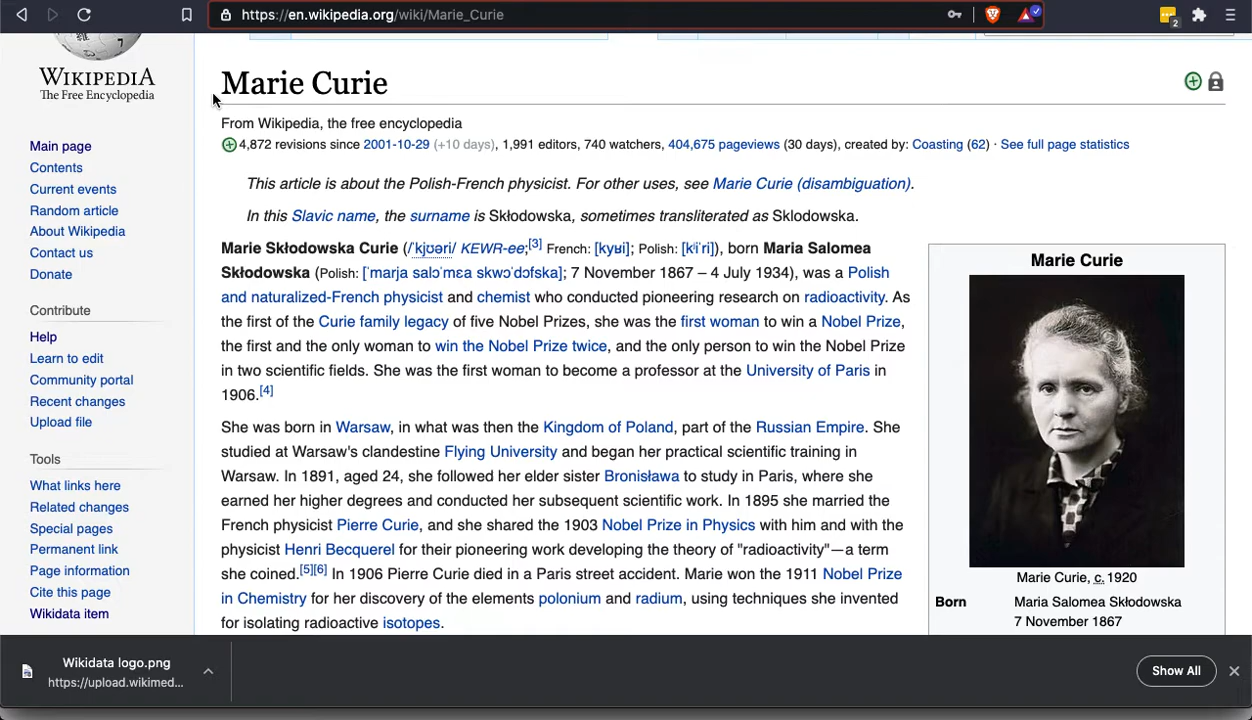 https://en.wikipedia.org/wiki/Marie_Curie
2
WIKIPEDIA
The Free Encyclopedia
Main page
Contents
Current events
Random article
About Wikipedia
Contact us
Donate
Contribute
Help
Learn to edit
Community portal
Recent changes
Upload file
Tools
What links here
Related changes
Special pages
Permanent link
Page information
Cite this page
Wikidata item
Marie Curie
From Wikipedia, the free encyclopedia
4,872 revisions since 2001-10-29 (+10 days), 1,991 editors, 740 watchers, 404,675 pageviews (30 days), created by: Coasting (62) · See full page statistics
This article is about the Polish-French physicist. For other uses, see Marie Curie (disambiguation).
In this Slavic name, the surname is Skłodowska, sometimes transliterated as Sklodowska.
Marie Skłodowska Curie (/ˈkjʊəri/ KEWR-ee;[3] French: [kyʁi]; Polish: [kʲiˈri]), born Maria Salomea
Skłodowska (Polish: [ˈmarja salɔˈmɛa skwɔˈdɔfska]; 7 November 1867 – 4 July 1934), was a Polish
and naturalized-French physicist and chemist who conducted pioneering research on radioactivity. As
the first of the Curie family legacy of five Nobel Prizes, she was the first woman to win a Nobel Prize,
the first and the only woman to win the Nobel Prize twice, and the only person to win the Nobel Prize
in two scientific fields. She was the first woman to become a professor at the University of Paris in
1906.[4]
She was born in Warsaw, in what was then the Kingdom of Poland, part of the Russian Empire. She
studied at Warsaw's clandestine Flying University and began her practical scientific training in
Warsaw. In 1891, aged 24, she followed her elder sister Bronisława to study in Paris, where she
earned her higher degrees and conducted her subsequent scientific work. In 1895 she married the
French physicist Pierre Curie, and she shared the 1903 Nobel Prize in Physics with him and with the
physicist Henri Becquerel for their pioneering work developing the theory of "radioactivity"—a term
she coined.[5][6] In 1906 Pierre Curie died in a Paris street accident. Marie won the 1911 Nobel Prize
in Chemistry for her discovery of the elements polonium and radium, using techniques she invented
for isolating radioactive isotopes.
Marie Curie
Marie Curie, c. 1920
Born Maria Salomea Skłodowska
7 November 1867
Wikidata logo.png
https://upload.wikimed...
Show All